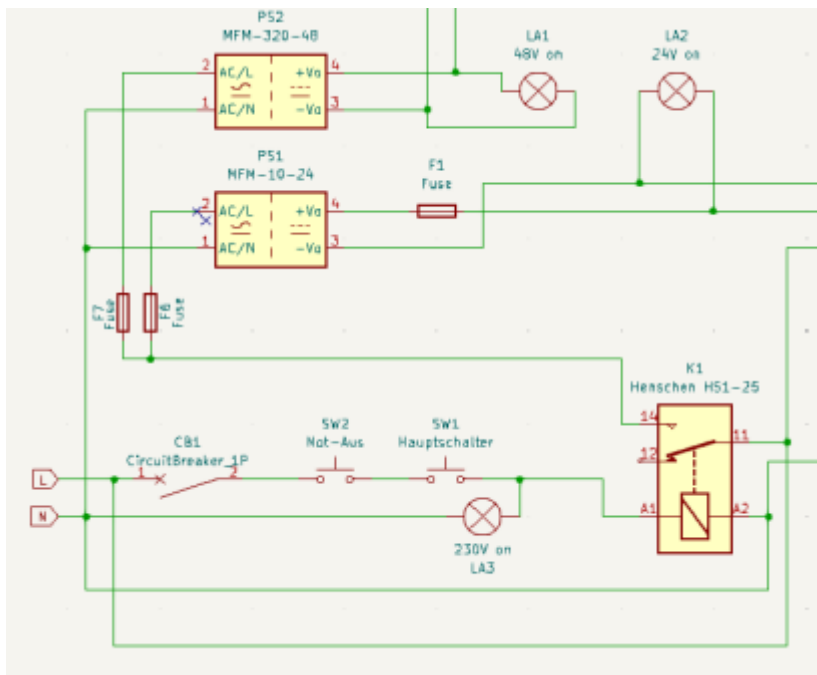 PS2
MFM-320-48
2 AC/L +Vo 4
1 AC/N -Vo 3
LA1
48V on
LA2
24V on
PS1
MFM-10-24
2 AC/L +Vo 4
1 AC/N -Vo 3
F1
Fuse
F7
Fuse
F8
Fuse
K1
Henschen HS1-25
14
11
12
A1
A2
CB1
CircuitBreaker_1P
1
2
SW2
Not-Aus
SW1
Hauptschalter
L
N
230V on
LA3